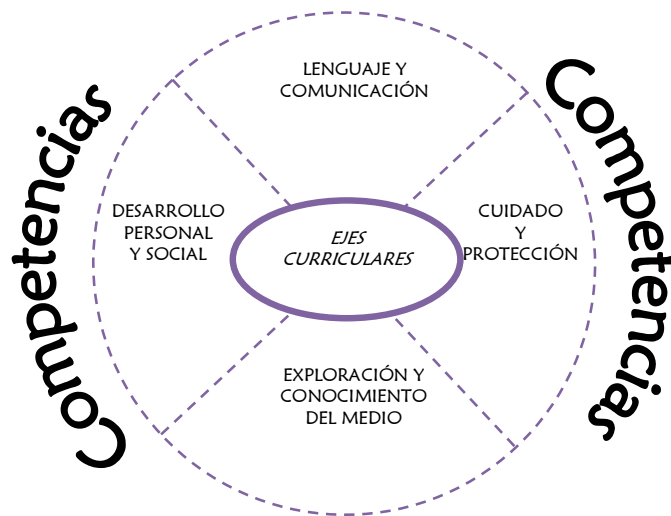 LENGUAJE Y
COMUNICACIÓN
Competencias
Competencias
DESARROLLO
PERSONAL
Y SOCIAL
EJES
CURRICULARES
CUIDADO
Y
PROTECCIÓN
EXPLORACIÓN Y
CONOCIMIENTO
DEL MEDIO